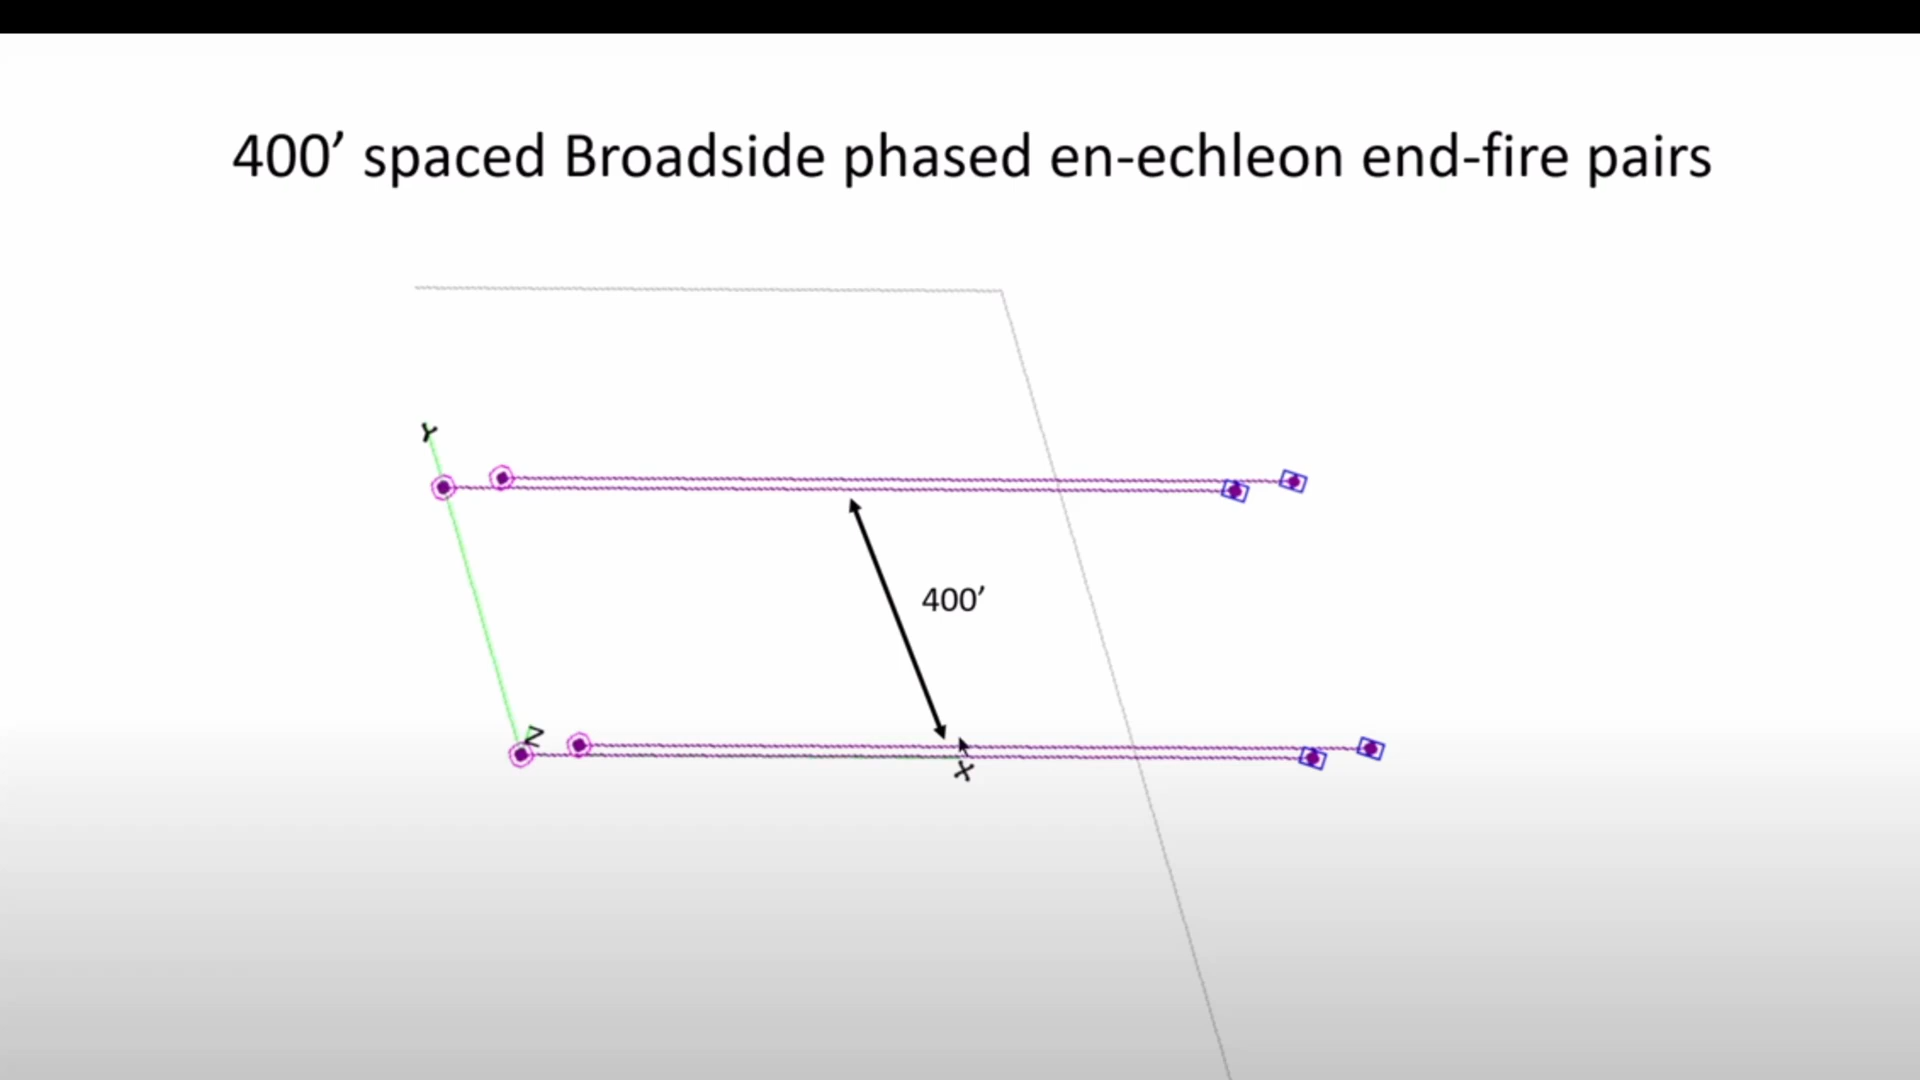 400’ spaced Broadside phased en-echleon end-fire pairs
Y
400’
Z
X